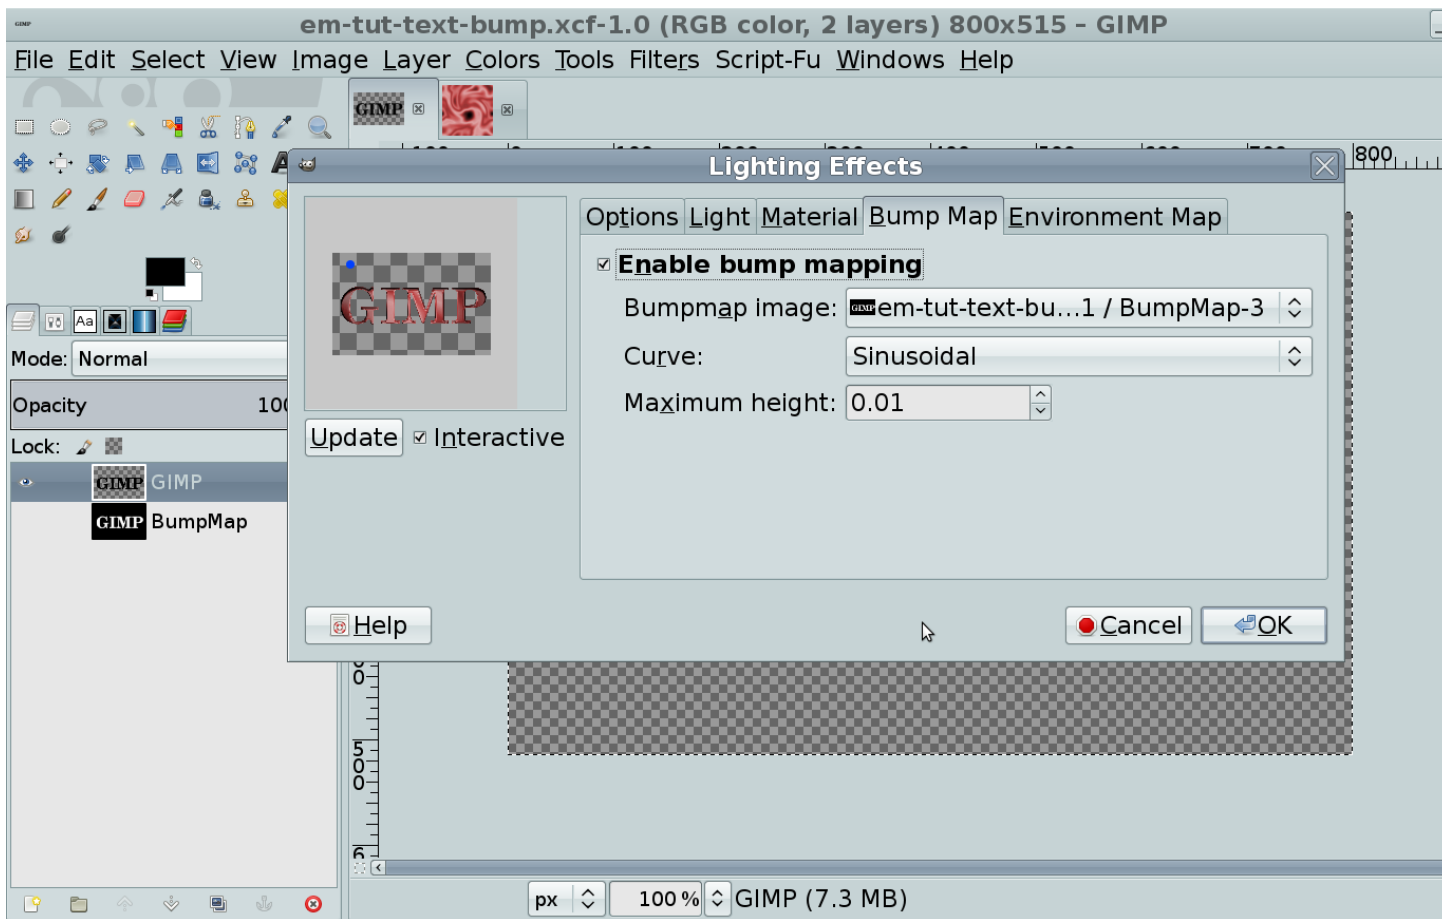 em-tut-text-bump.xcf-1.0 (RGB color, 2 layers) 800x515 – GIMP
File Edit Select View Image Layer Colors Tools Filters Script-Fu Windows Help
GIMP
800
Lighting Effects
Options Light Material Bump Map Environment Map
Enable bump mapping
GIMP
Bumpmap image: em-tut-text-bu...1 / BumpMap-3
Curve: Sinusoidal
Maximum height: 0.01
Update Interactive
Aa
Mode: Normal
Opacity
Lock:
GIMP GIMP
GIMP BumpMap
Help Cancel OK
px 100 % GIMP (7.3 MB)